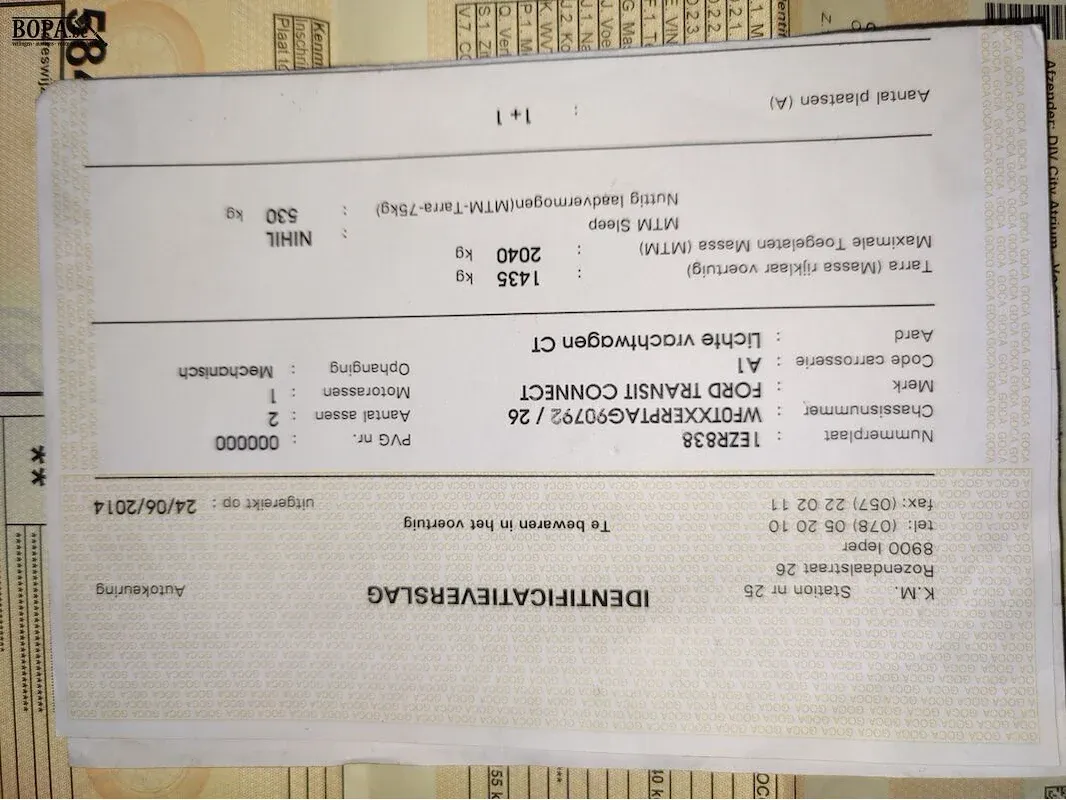 BOPA
K.M. Station nr 25
Rozendaalstraat 26
8900 Ieper
tel: (078) 05 20 10
fax: (057) 22 02 11
IDENTIFICATIEVERSLAG
Te bewaren in het voertuig
Autokeuring
uitgereikt op : 24/06/2014
Nummerplaat : 1EZR838
Chassisnummer : WF0TXXERPTAG90792 / 26
Merk : FORD TRANSIT CONNECT
Code carrosserie : A1
Aard : Lichte vrachtwagen CT
PVG nr. : 000000
Aantal assen : 2
Motorassen : 1
Ophanging : Mechanisch
Tarra (Massa rijklaar voertuig) : 1435 kg
Maximale Toegelaten Massa (MTM) : 2040 kg
MTM Sleep : NIHIL
Nuttig laadvermogen(MTM-Tarra-75kg) : 530 kg
Aantal plaatsen (A) : 1+1